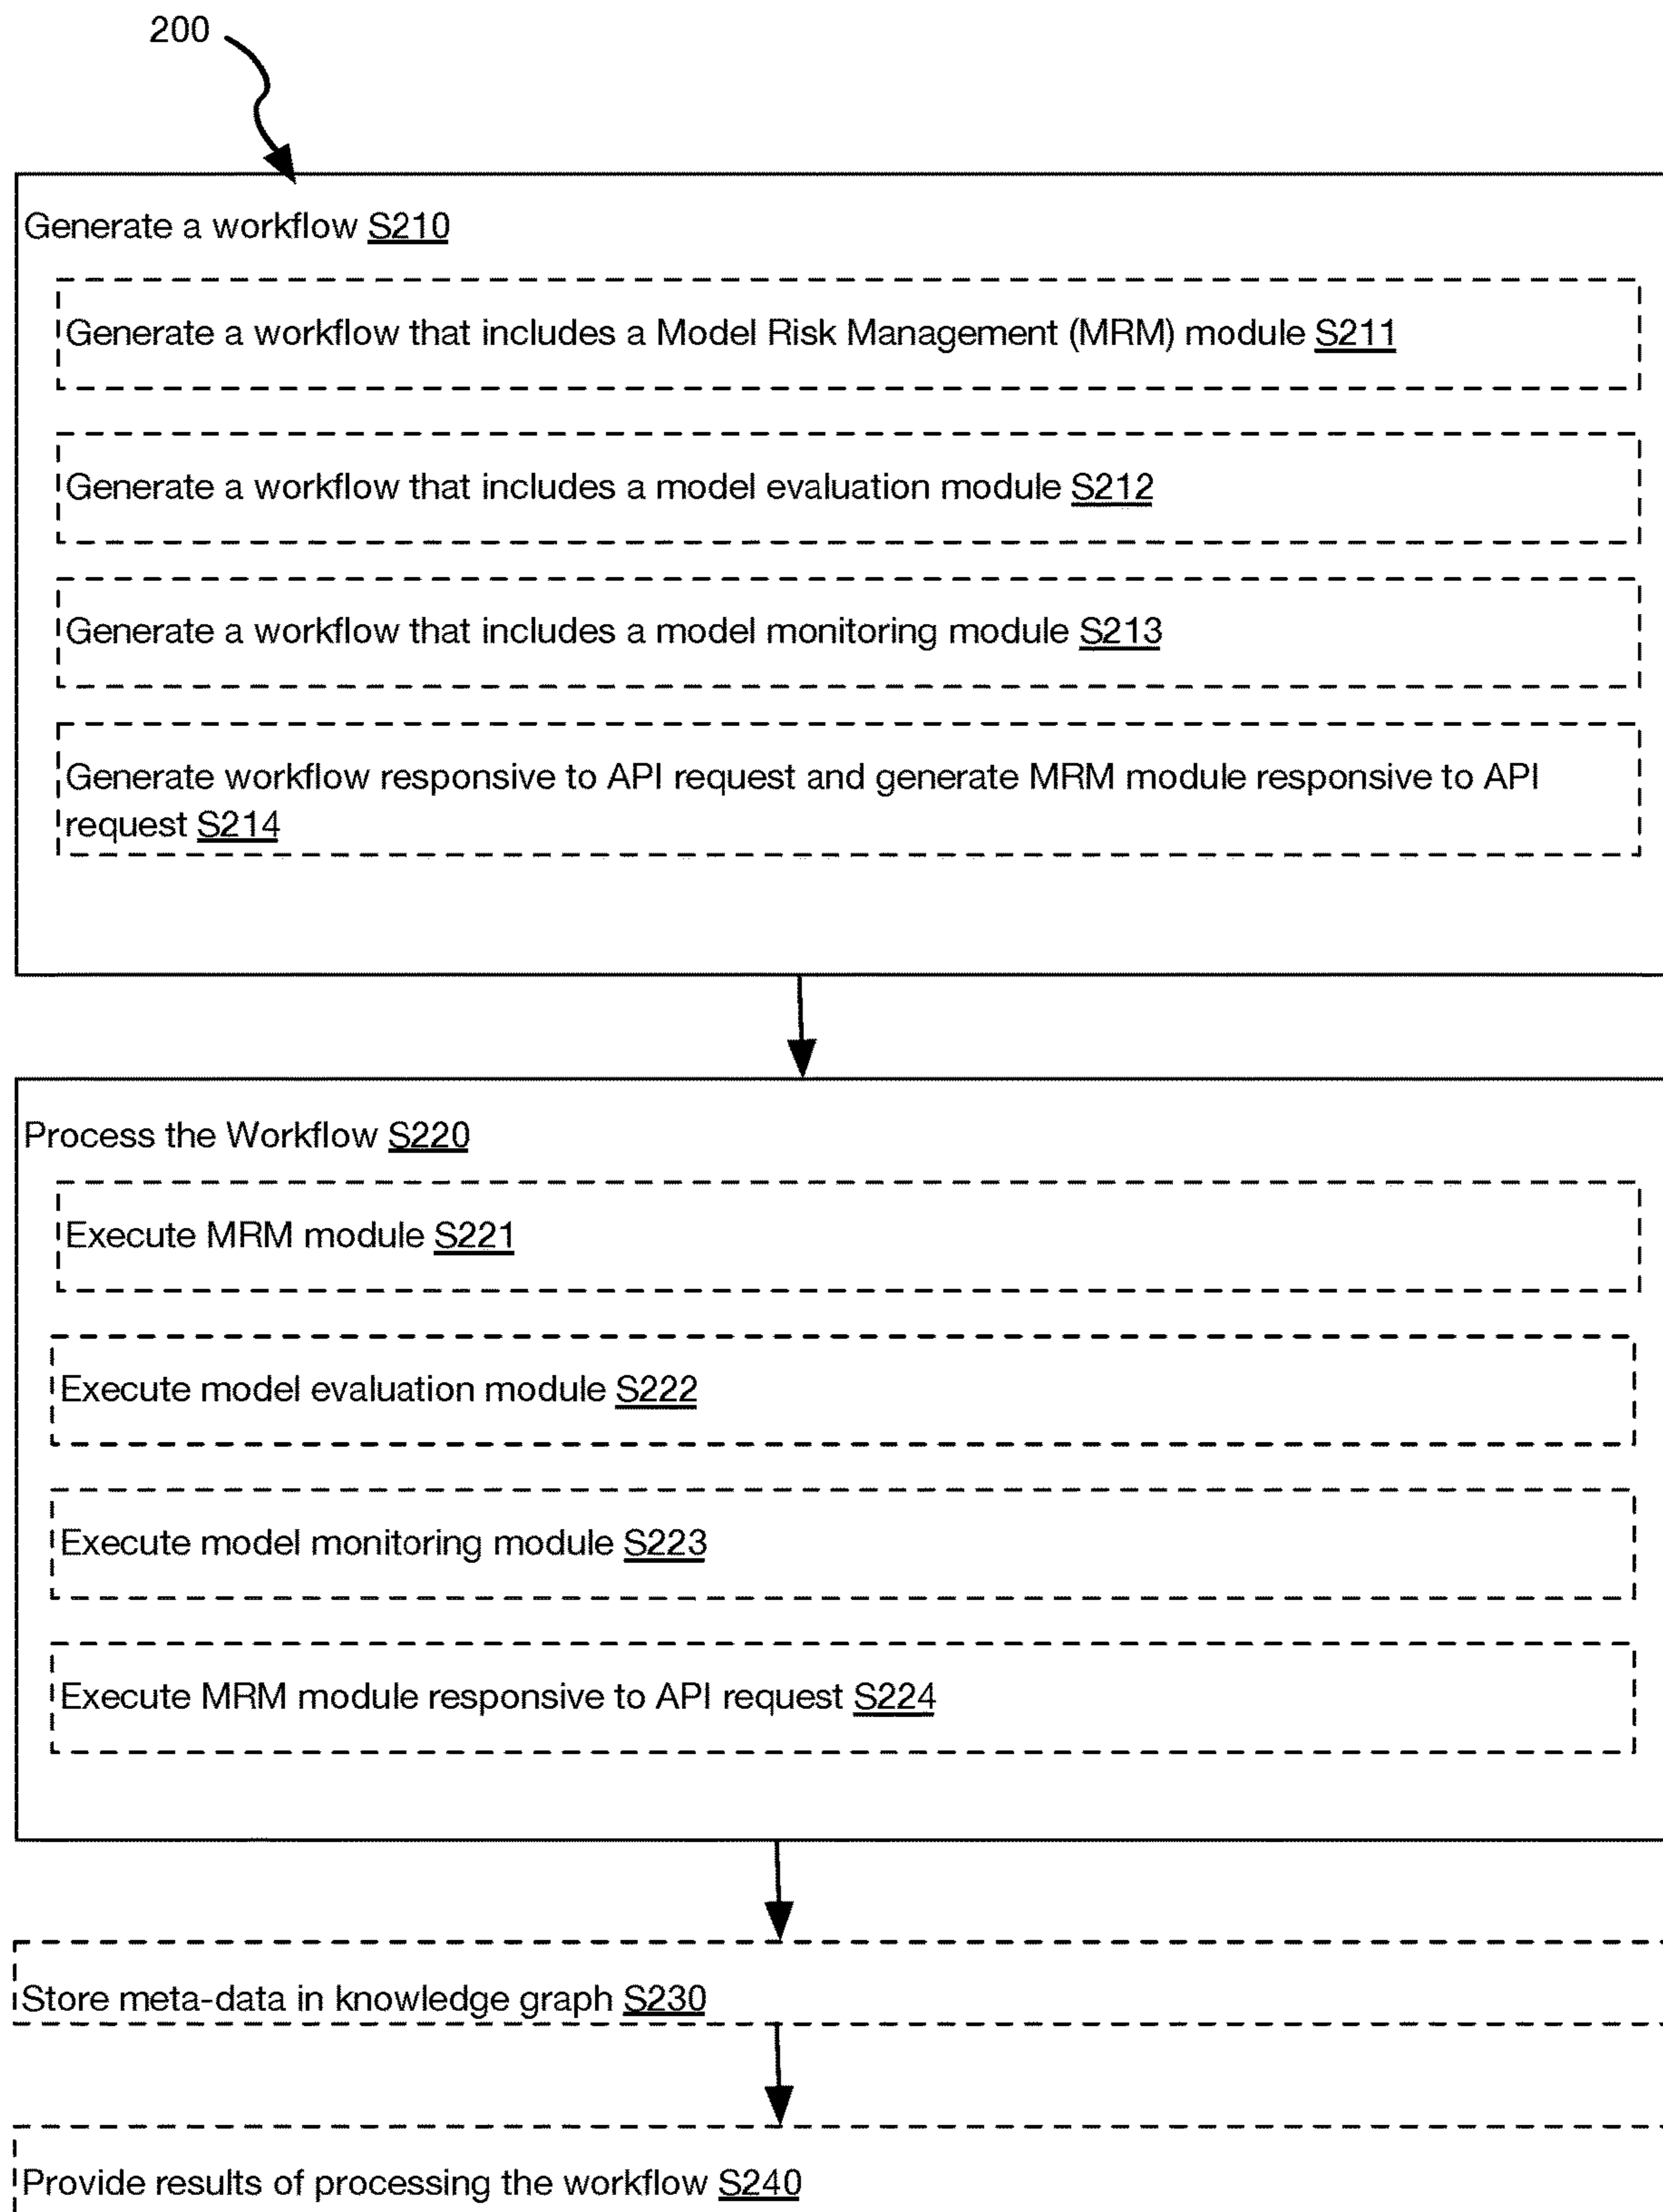 200
Generate a workflow S210
Generate a workflow that includes a Model Risk Management (MRM) module S211
Generate a workflow that includes a model evaluation module S212
Generate a workflow that includes a model monitoring module S213
Generate workflow responsive to API request and generate MRM module responsive to API
request S214
Process the Workflow S220
Execute MRM module S221
Execute model evaluation module S222
Execute model monitoring module S223
Execute MRM module responsive to API request S224
Store meta-data in knowledge graph S230
Provide results of processing the workflow S240